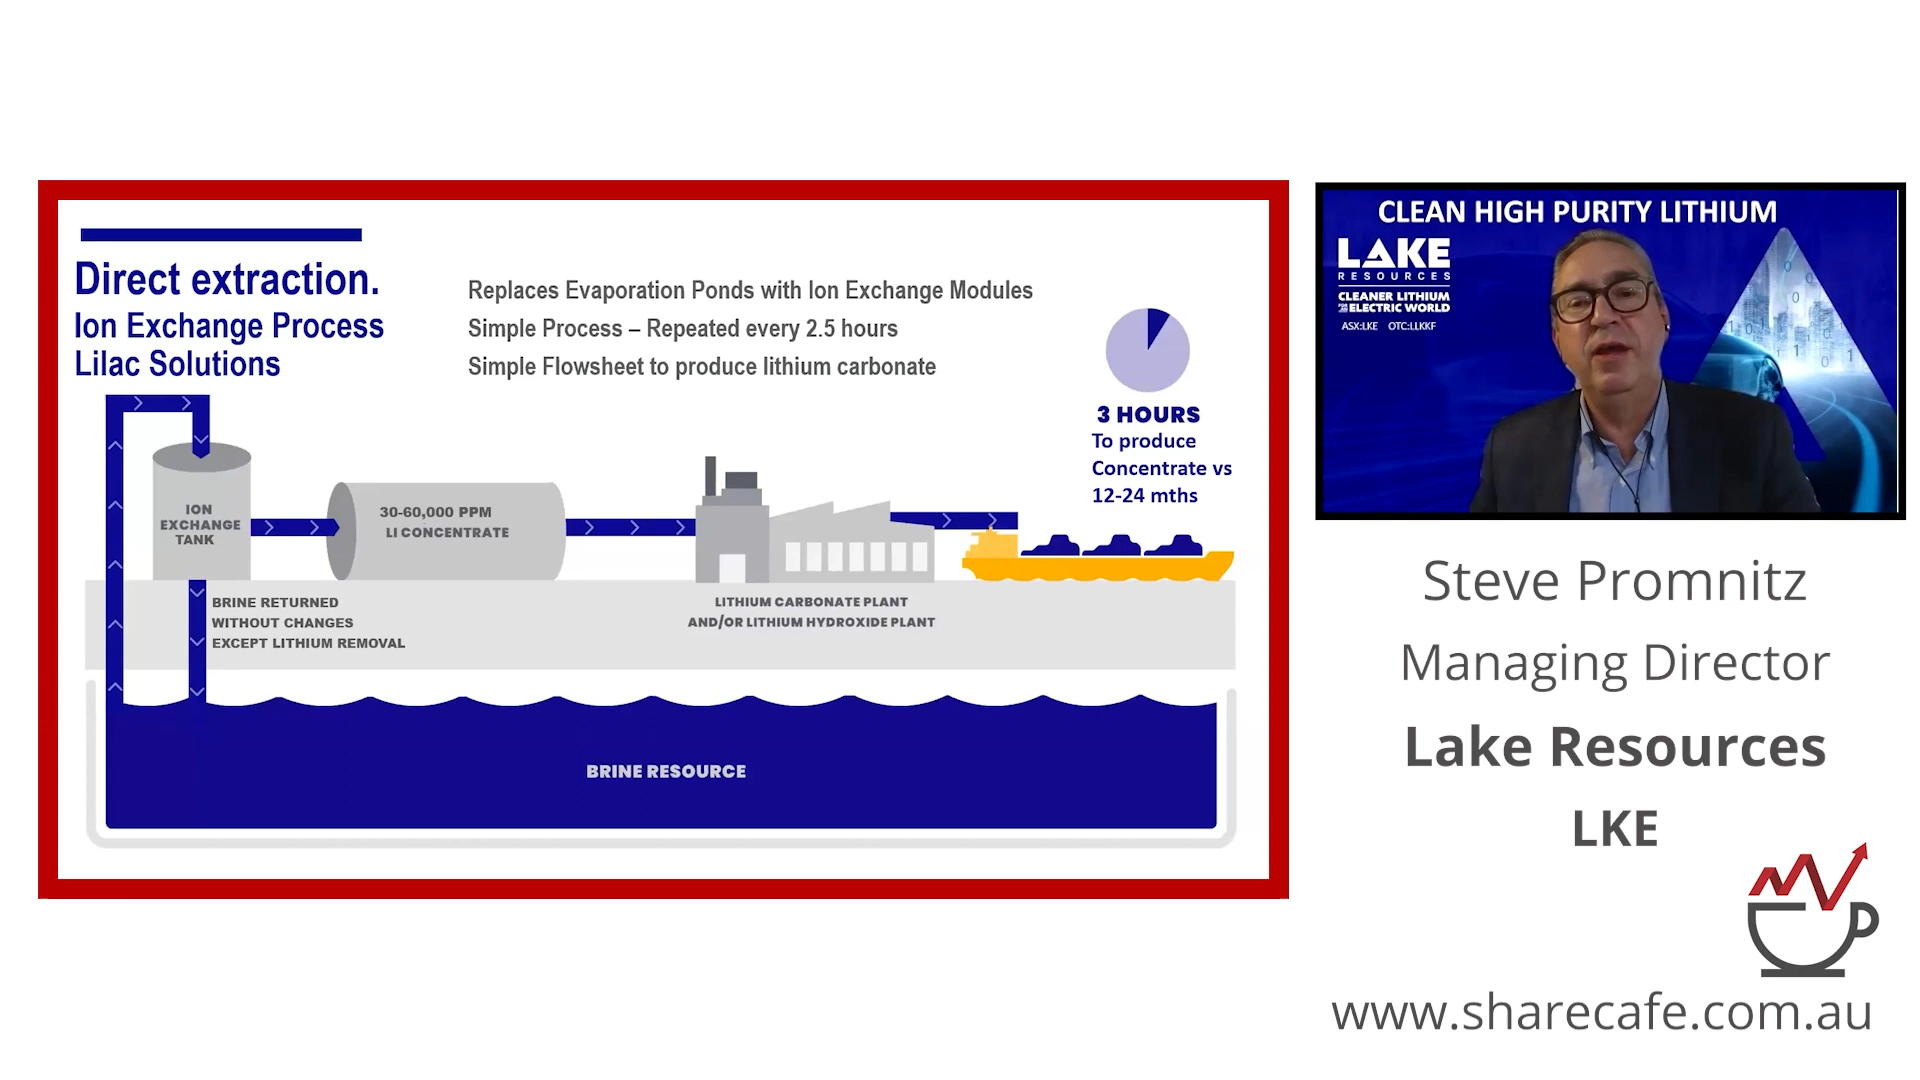 Direct extraction.
Ion Exchange Process
Lilac Solutions
Replaces Evaporation Ponds with Ion Exchange Modules
Simple Process – Repeated every 2.5 hours
Simple Flowsheet to produce lithium carbonate
3 HOURS
To produce
Concentrate vs
12-24 mths
ION
EXCHANGE
TANK
30-60,000 PPM
LI CONCENTRATE
BRINE RETURNED
WITHOUT CHANGES
EXCEPT LITHIUM REMOVAL
LITHIUM CARBONATE PLANT
AND/OR LITHIUM HYDROXIDE PLANT
BRINE RESOURCE
CLEAN HIGH PURITY LITHIUM
LAKE
RESOURCES
CLEANER LITHIUM
FOR AN ELECTRIC WORLD
ASX:LKE OTC:LLKKF
Steve Promnitz
Managing Director
Lake Resources
LKE
www.sharecafe.com.au